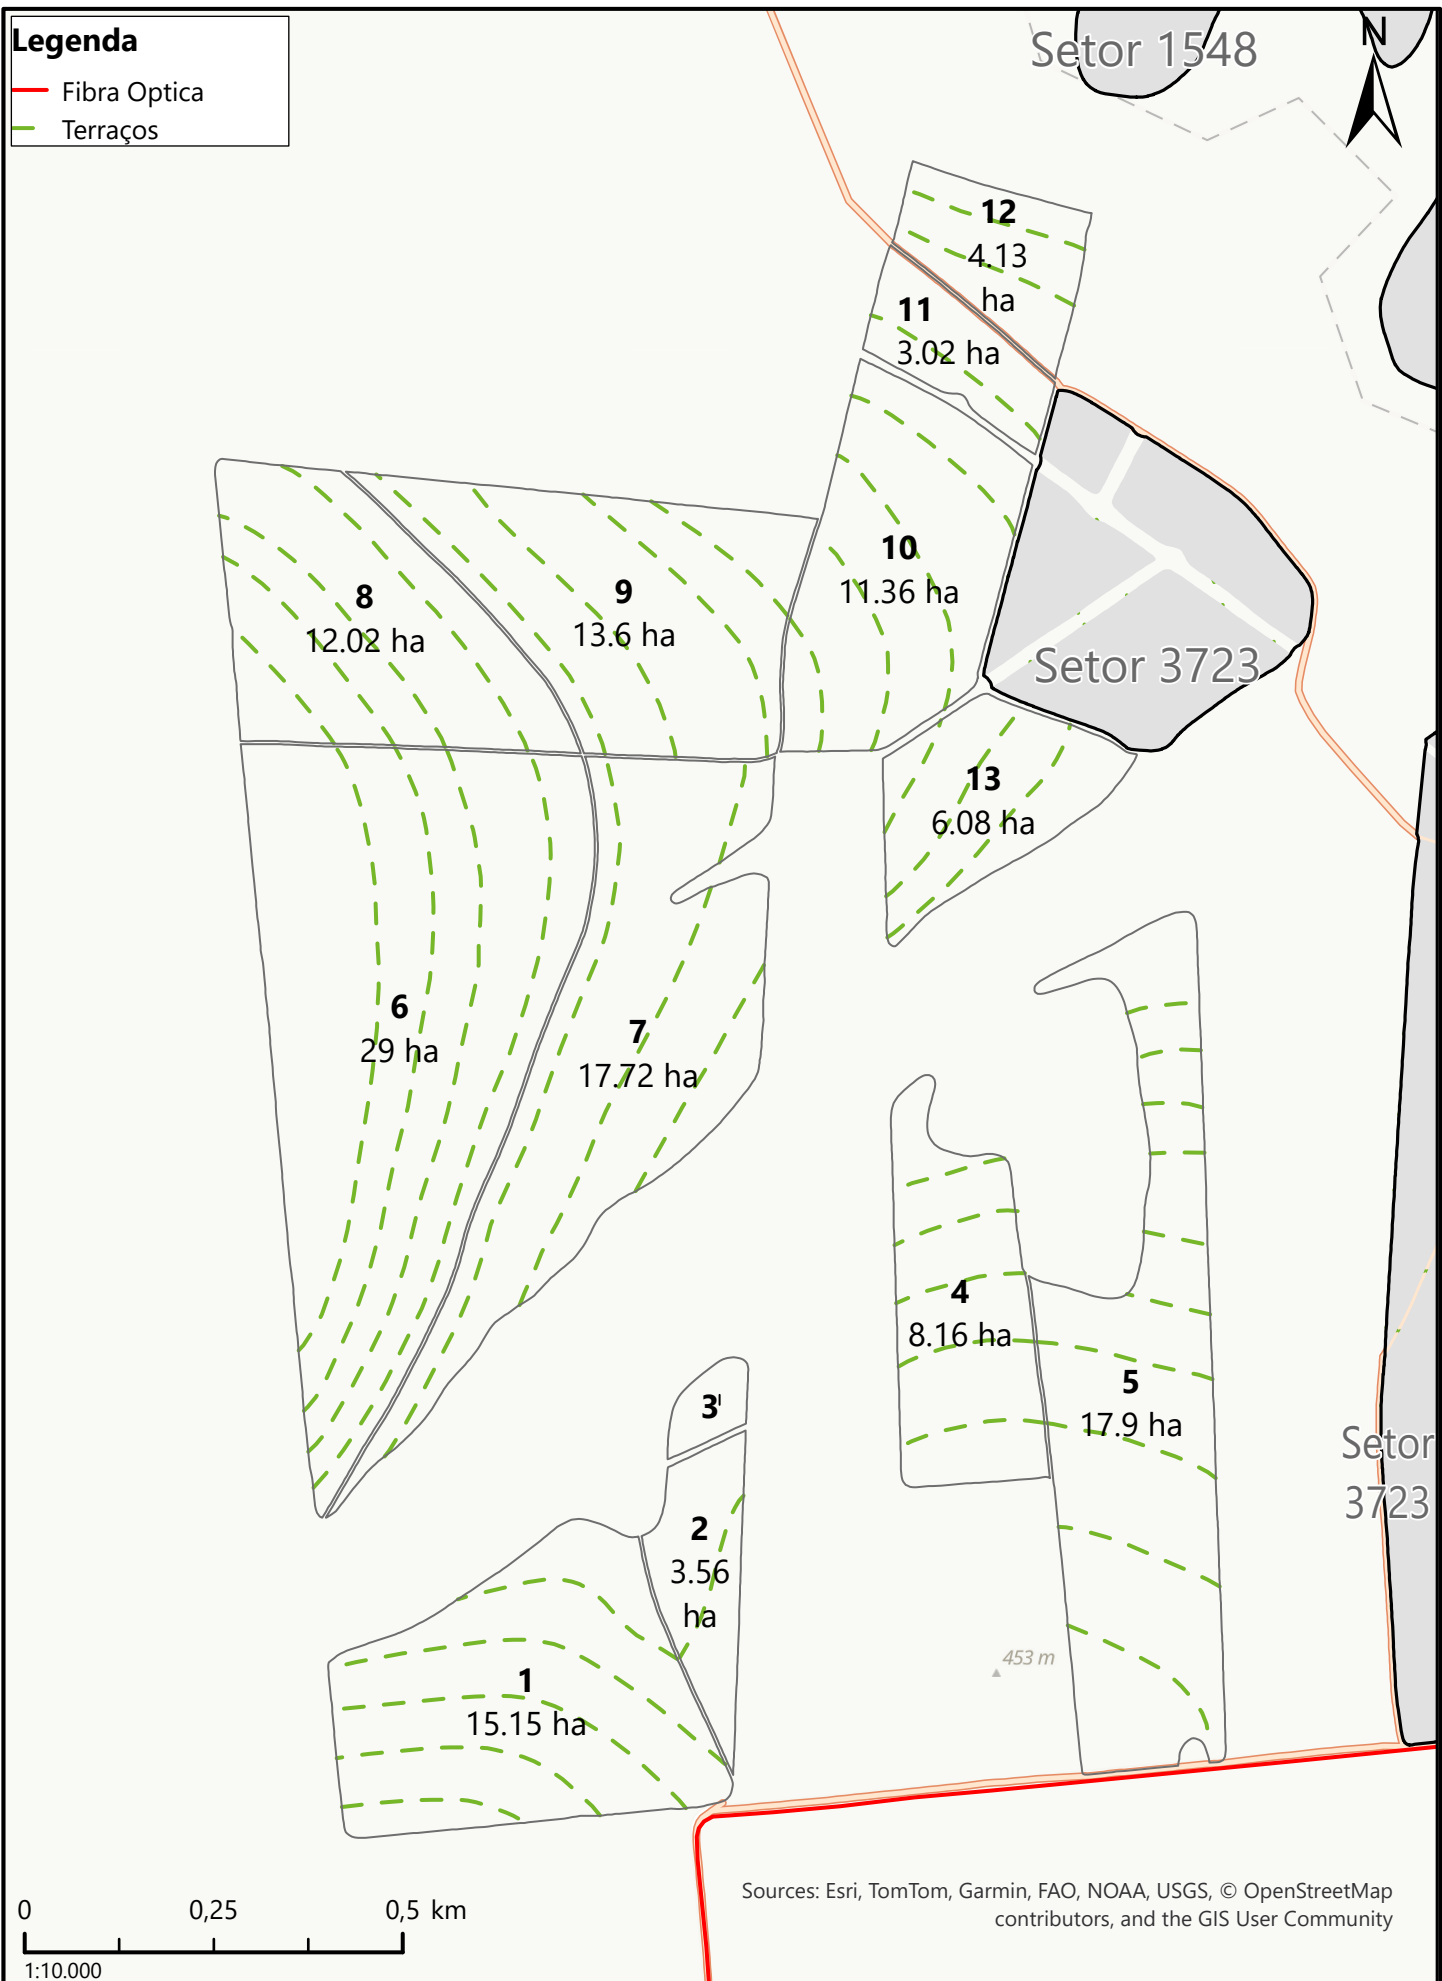 Legenda
Fibra Optica
Terraços
Setor 1548
N
12
4.13
ha
11
3.02 ha
10
11.36 ha
8
12.02 ha
9
13.6 ha
Setor 3723
13
6.08 ha
6
29 ha
7
17.72 ha
4
8.16 ha
5
17.9 ha
3
Setor
3723
2
3.56
ha
453 m
1
15.15 ha
Sources: Esri, TomTom, Garmin, FAO, NOAA, USGS, © OpenStreetMap
contributors, and the GIS User Community
0 0,25 0,5 km
1:10.000